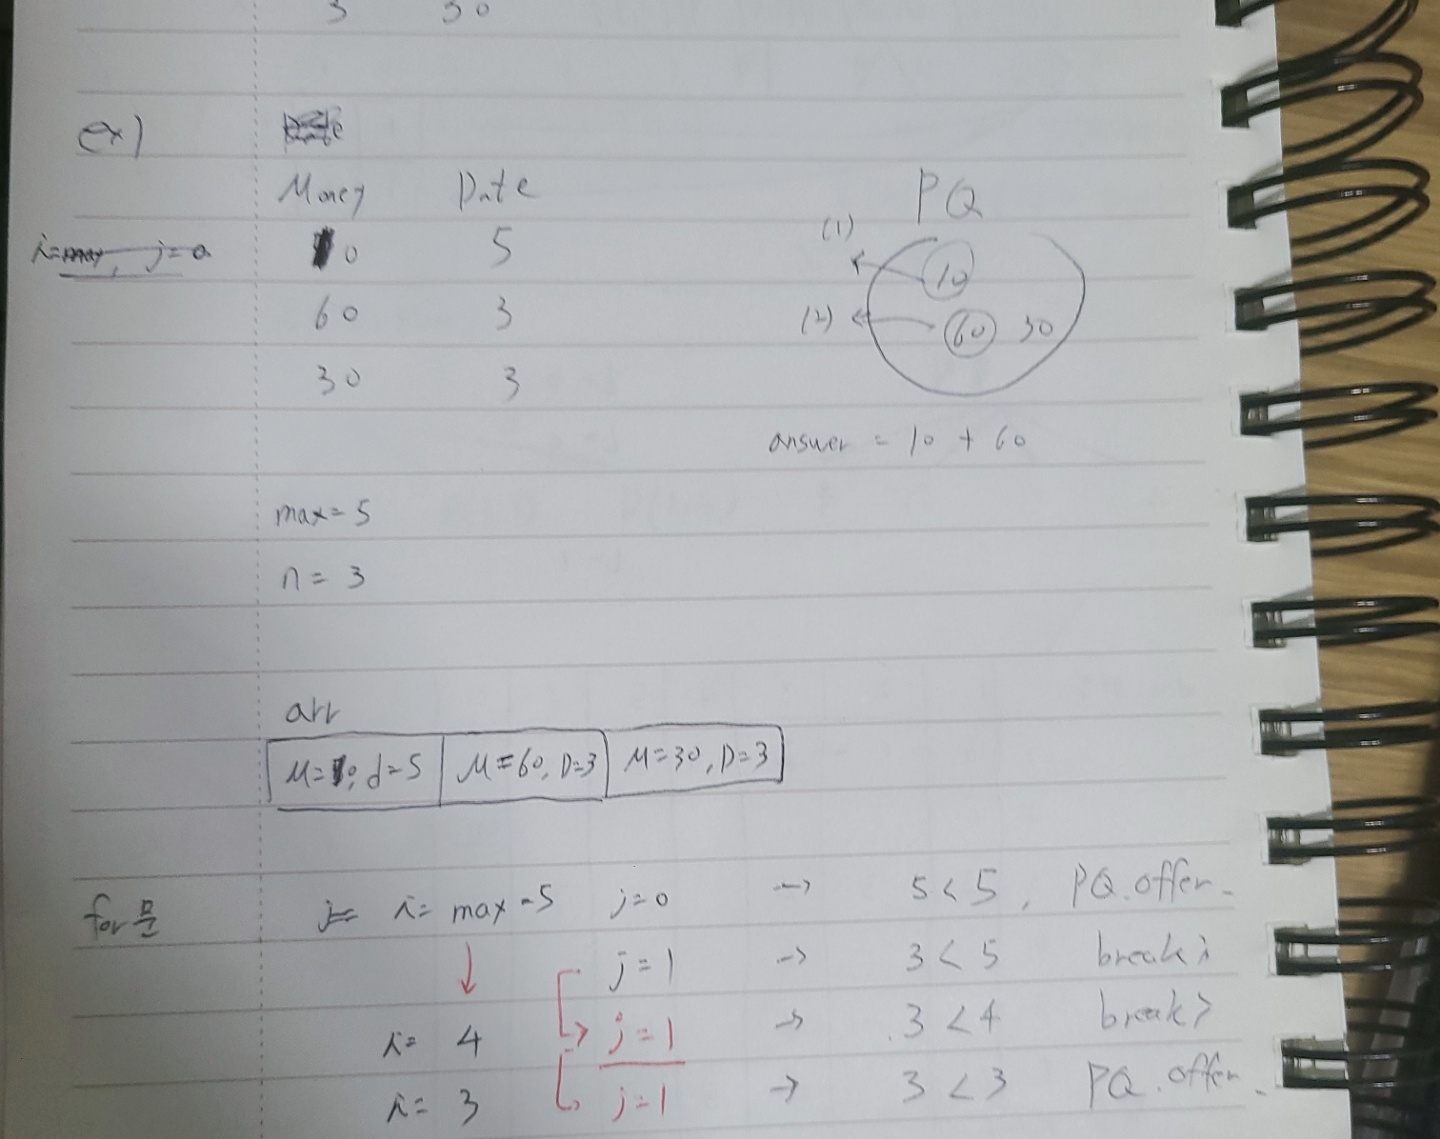 3 30
ex)
Money Date PQ
i=max, j=0 10 5 (1) 10
60 3 (2) 60 30
30 3
answer = 10 + 60
max=5
n= 3
arr
M=10, d=5 M=60, D=3 M=30, D=3
for문 i= max=5 j=0 → 5<5, PQ.offer
j=1 → 3<5 break;
i= 4 j=1 → 3<4 break;
i= 3 j=1 → 3<3 PQ.offer